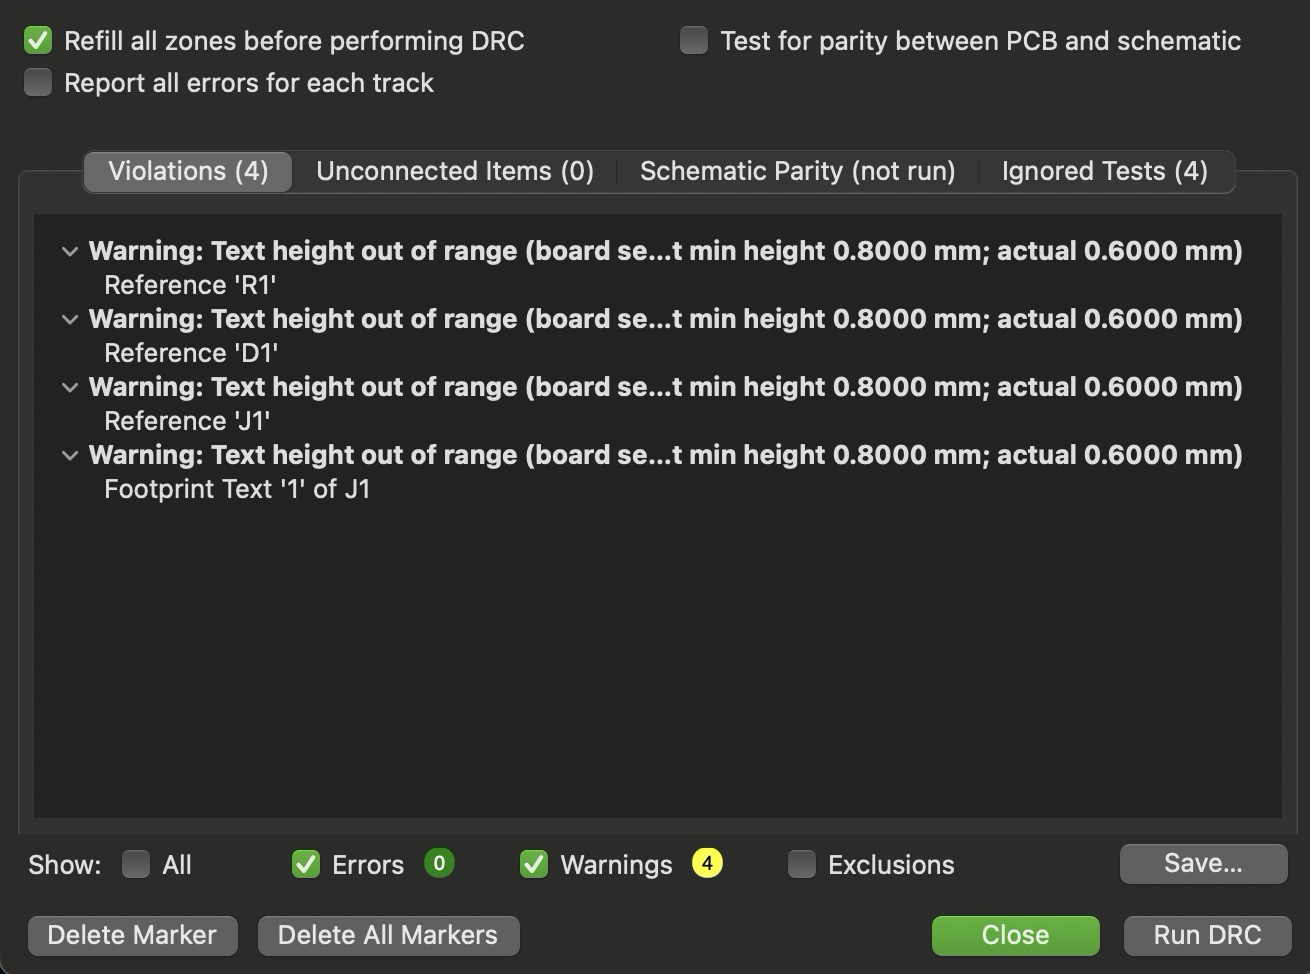 Refill all zones before performing DRC
Test for parity between PCB and schematic
Report all errors for each track
Violations (4)
Unconnected Items (0)
Schematic Parity (not run)
Ignored Tests (4)
Warning: Text height out of range (board se...t min height 0.8000 mm; actual 0.6000 mm)
Reference 'R1'
Warning: Text height out of range (board se...t min height 0.8000 mm; actual 0.6000 mm)
Reference 'D1'
Warning: Text height out of range (board se...t min height 0.8000 mm; actual 0.6000 mm)
Reference 'J1'
Warning: Text height out of range (board se...t min height 0.8000 mm; actual 0.6000 mm)
Footprint Text '1' of J1
Show: All Errors 0 Warnings 4 Exclusions Save...
Delete Marker Delete All Markers Close Run DRC